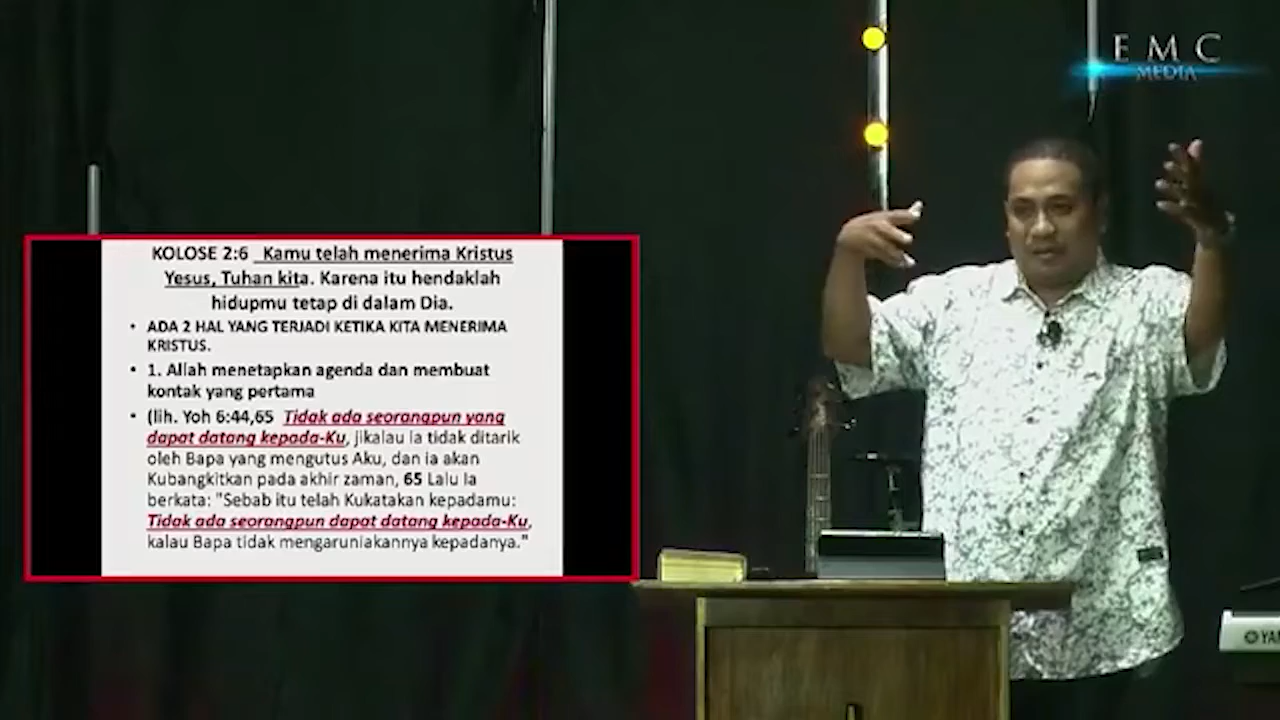 EMC
MEDIA
KOLOSE 2:6 Kamu telah menerima Kristus
Yesus, Tuhan kita. Karena itu hendaklah
hidupmu tetap di dalam Dia.
• ADA 2 HAL YANG TERJADI KETIKA KITA MENERIMA
KRISTUS.
• 1. Allah menetapkan agenda dan membuat
kontak yang pertama
• (lih. Yoh 6:44,65 Tidak ada seorangpun yang
dapat datang kepada-Ku, jikalau Ia tidak ditarik
oleh Bapa yang mengutus Aku, dan ia akan
Kubangkitkan pada akhir zaman, 65 Lalu Ia
berkata: "Sebab itu telah Kukatakan kepadamu:
Tidak ada seorangpun dapat datang kepada-Ku,
kalau Bapa tidak mengaruniakannya kepadanya."
YA